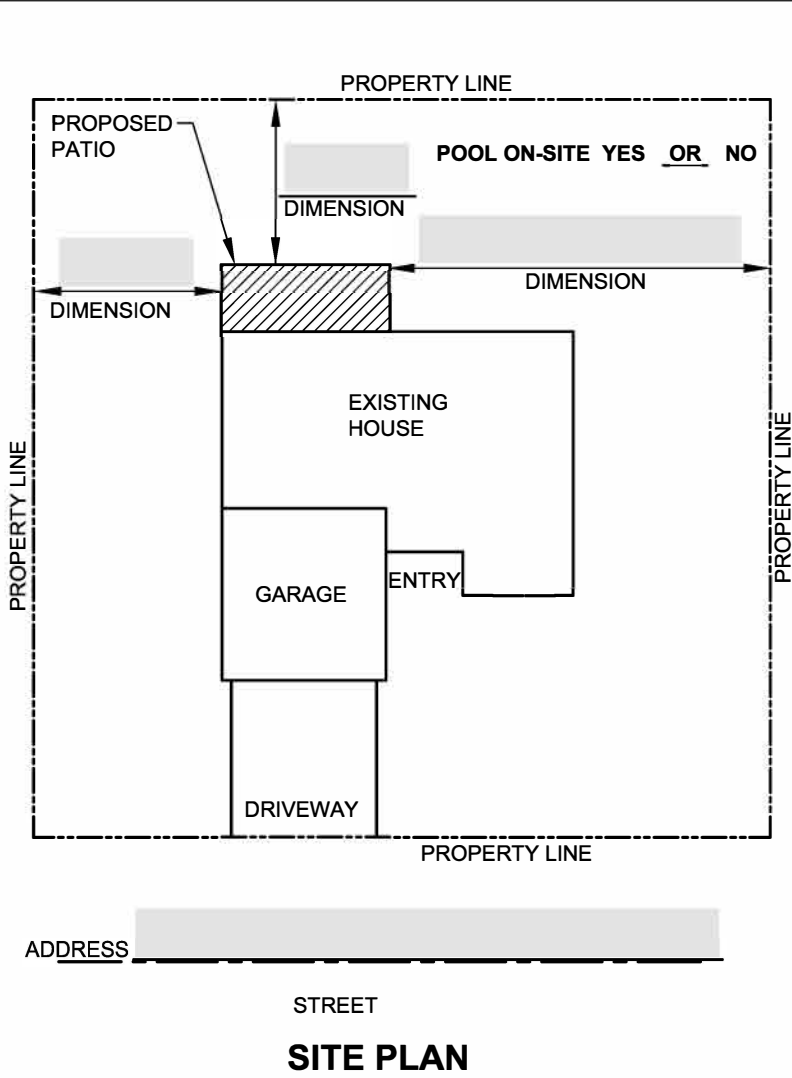 PROPERTY LINE
PROPOSED
PATIO
POOL ON-SITE YES OR NO
DIMENSION
DIMENSION
DIMENSION
EXISTING
HOUSE
PROPERTY LINE
PROPERTY LINE
GARAGE
ENTRY
DRIVEWAY
PROPERTY LINE
ADDRESS
STREET
SITE PLAN